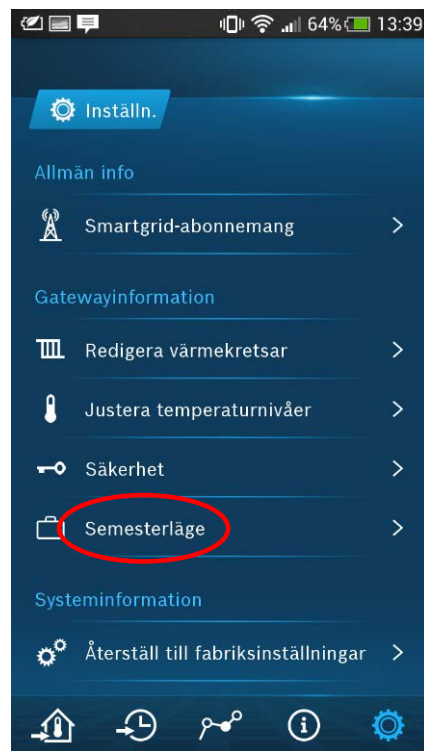 64% 13:39
Inställn.
Allmän info
Smartgrid-abonnemang
Gatewayinformation
Redigera värmekretsar
Justera temperaturnivåer
Säkerhet
Semesterläge
Systeminformation
Återställ till fabriksinställningar